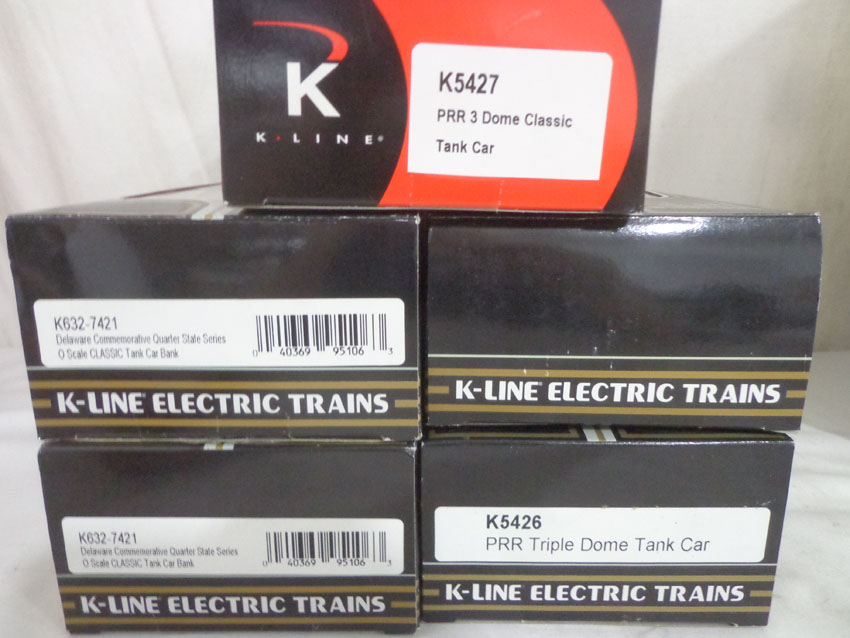 K
K·LINE®
K5427
PRR 3 Dome Classic
Tank Car
K632-7421
Delaware Commemorative Quarter State Series
O Scale CLASSIC Tank Car Bank
0 40369 95106 3
K-LINE ELECTRIC TRAINS
K-LINE® ELECTRIC TRAINS
K632-7421
Delaware Commemorative Quarter State Series
O Scale CLASSIC Tank Car Bank
0 40369 95106 3
K-LINE ELECTRIC TRAINS
K5426
PRR Triple Dome Tank Car
K-LINE ELECTRIC TRAINS